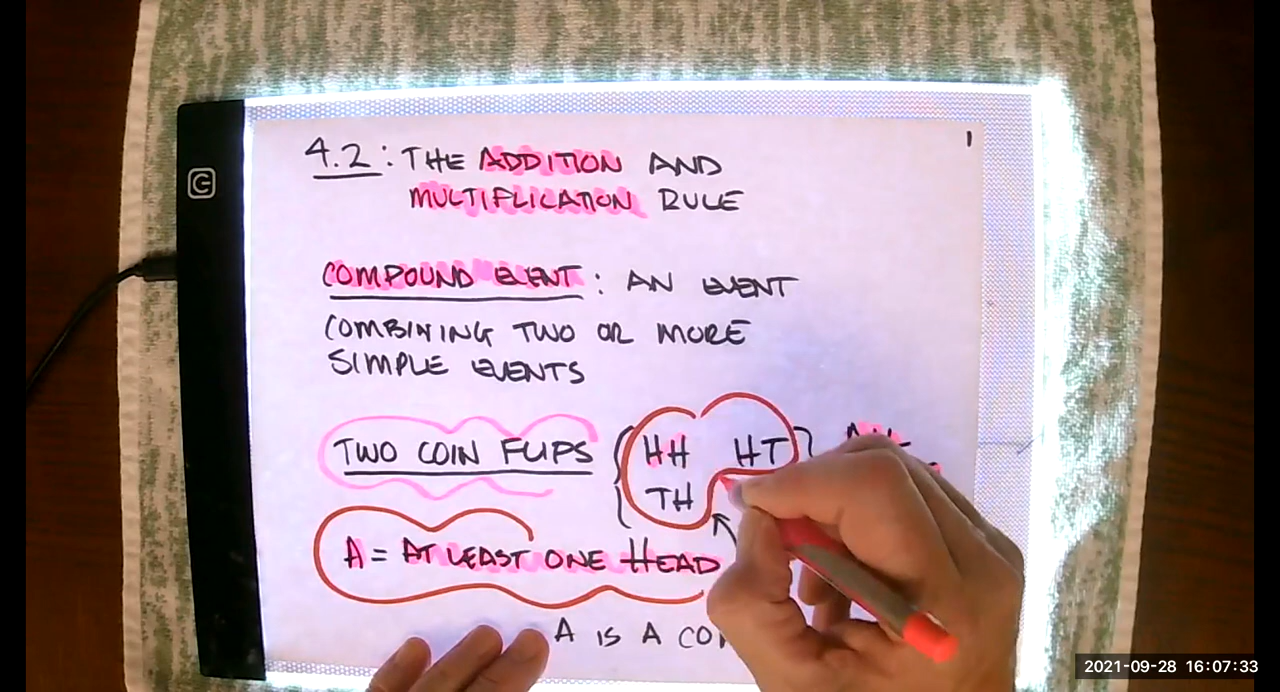 1
4.2: THE ADDITION AND
MULTIPLICATION RULE
COMPOUND EVENT: AN EVENT
COMBINING TWO OR MORE
SIMPLE EVENTS
TWO COIN FLIPS { HH HT }
TH
A = AT LEAST ONE HEAD
A IS A
2021-09-28 16:07:33